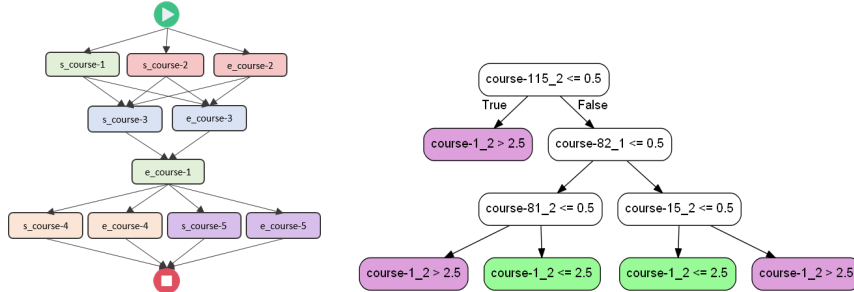 s_course-1
s_course-2
e_course-2
s_course-3
e_course-3
e_course-1
s_course-4
e_course-4
s_course-5
e_course-5
course-115_2 <= 0.5
True
False
course-1_2 > 2.5
course-82_1 <= 0.5
course-81_2 <= 0.5
course-15_2 <= 0.5
course-1_2 > 2.5
course-1_2 <= 2.5
course-1_2 <= 2.5
course-1_2 > 2.5